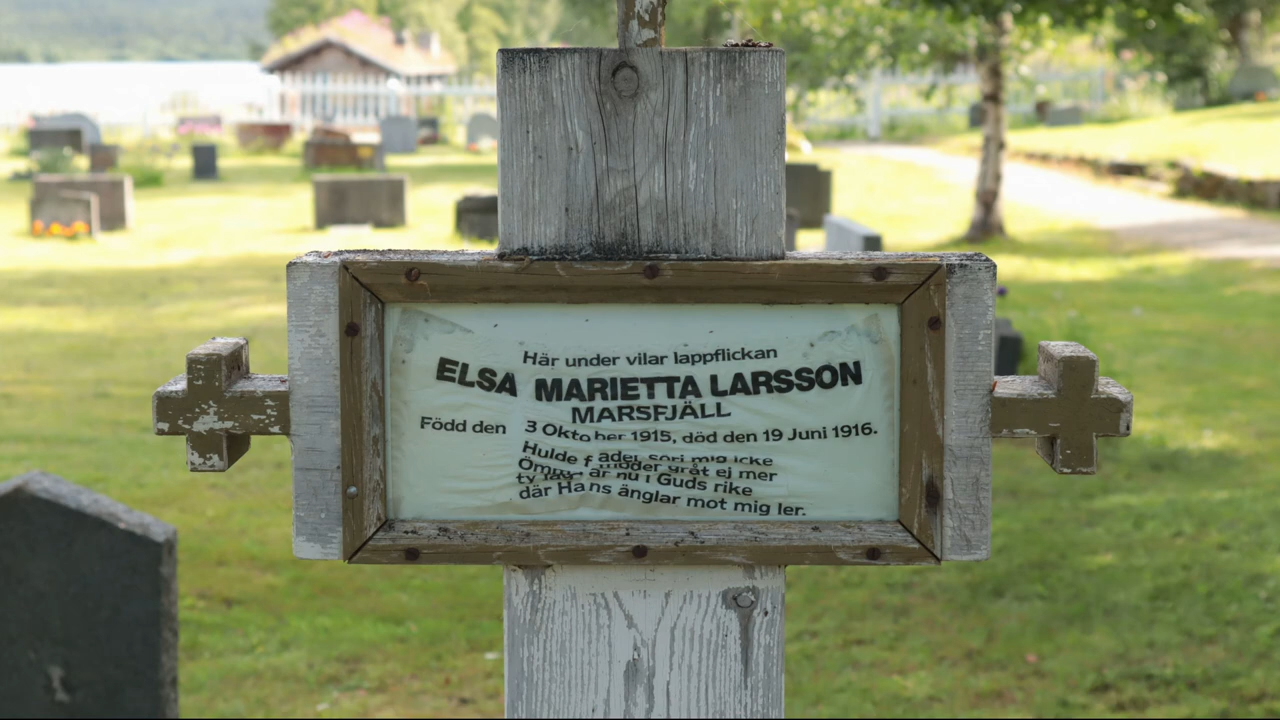 Här under vilar lappflickan
ELSA MARIETTA LARSSON
MARSFJÄLL
Född den 3 Oktober 1915, död den 19 Juni 1916.
Hulde fader sorj mig icke
Ömma moder gråt ej mer
ty jag är nu i Guds rike
där Hans änglar mot mig ler.